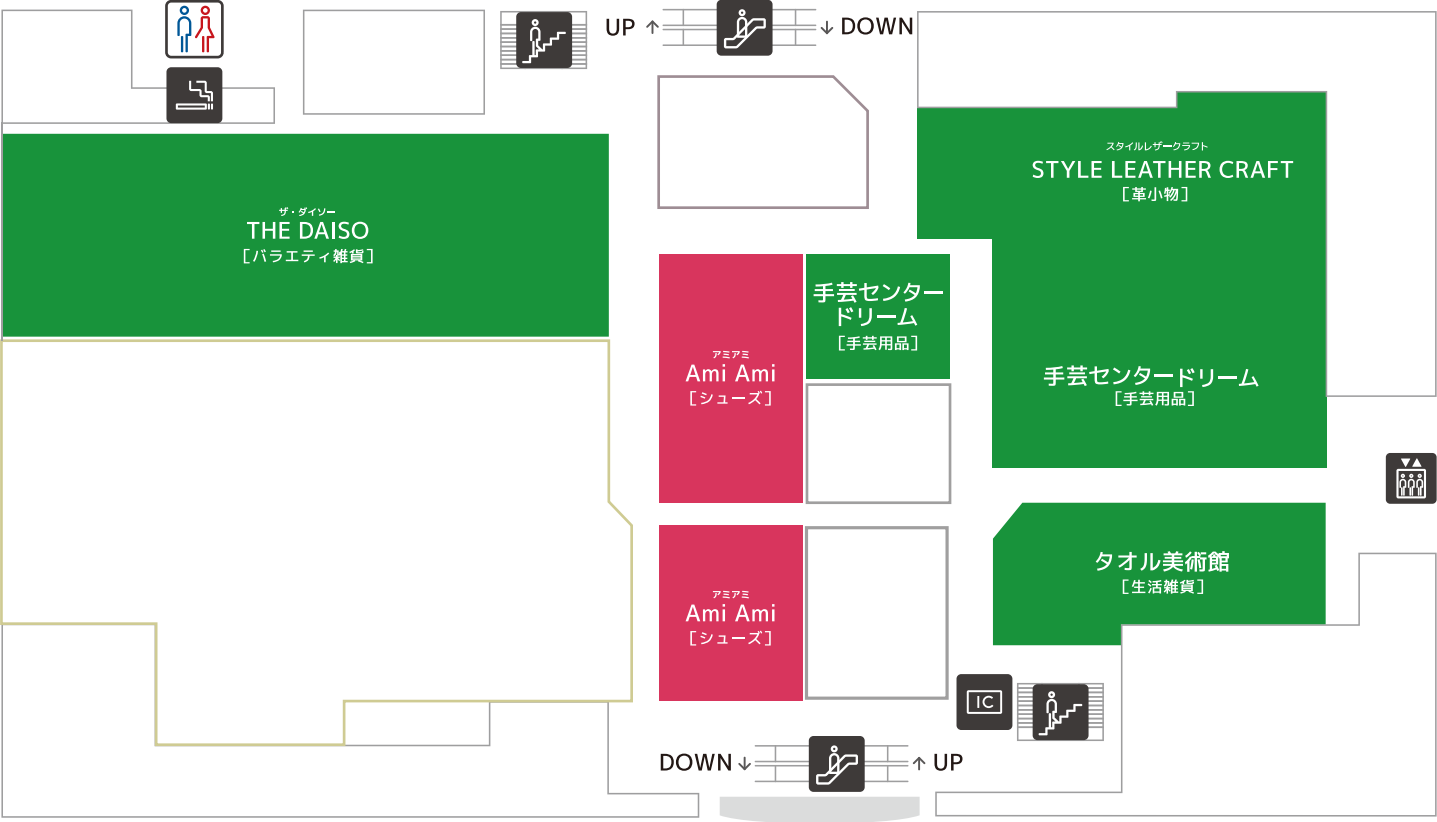 UP ↑
↓ DOWN
スタイルレザークラフト
STYLE LEATHER CRAFT
[革小物]
ザ・ダイソー
THE DAISO
[バラエティ雑貨]
手芸センター
ドリーム
[手芸用品]
アミアミ
Ami Ami
[シューズ]
手芸センタードリーム
[手芸用品]
タオル美術館
[生活雑貨]
アミアミ
Ami Ami
[シューズ]
IC
DOWN ↓
↑ UP